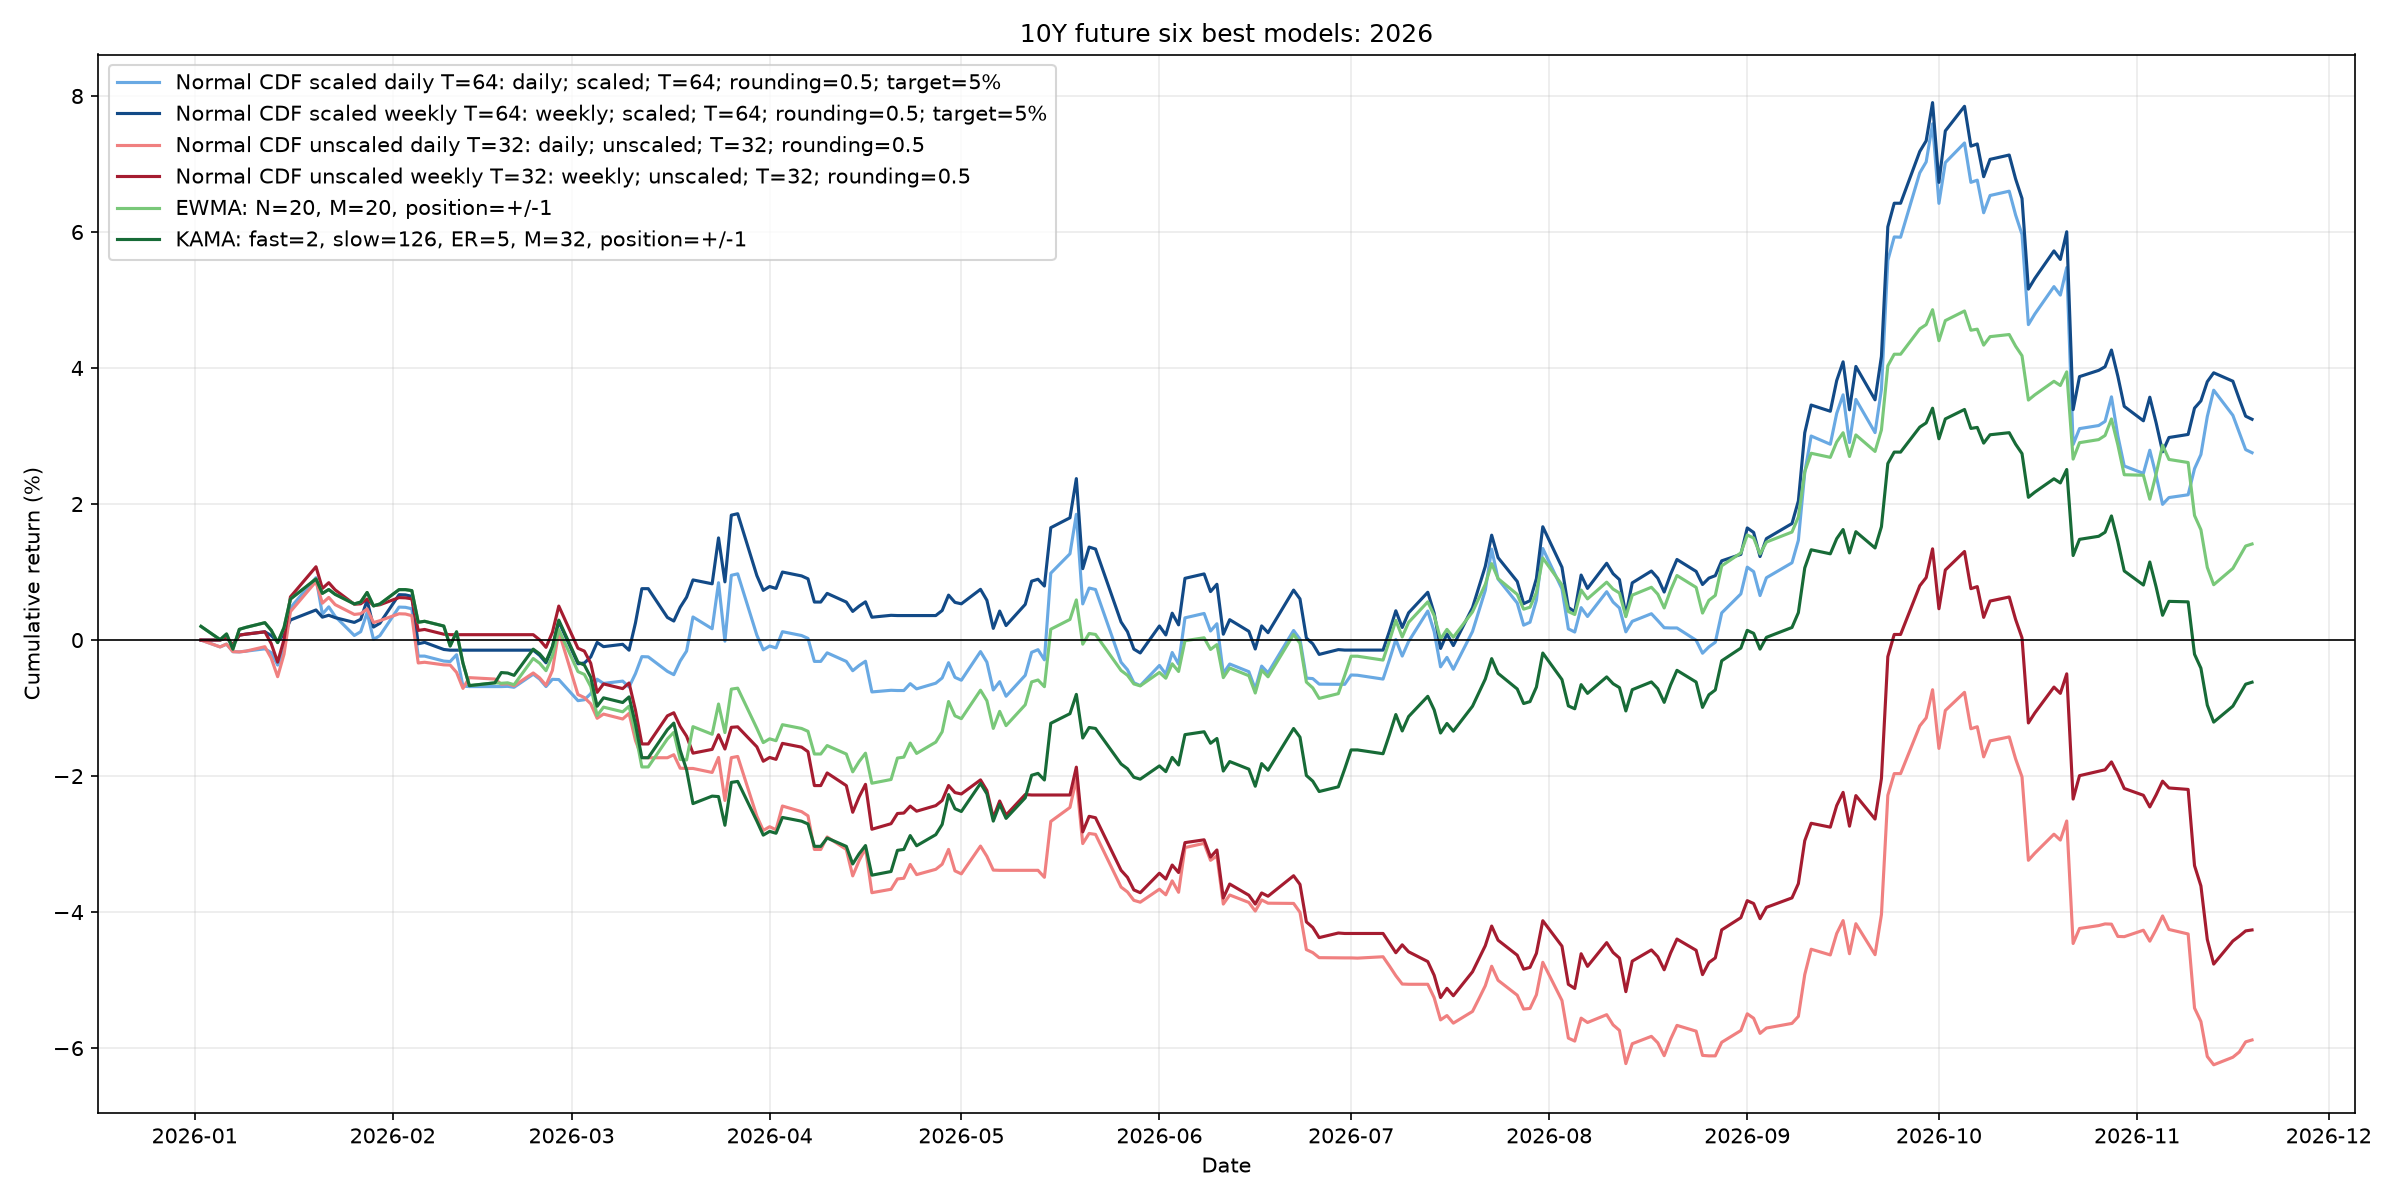 10Y future six best models: 2026
Normal CDF scaled daily T=64: daily; scaled; T=64; rounding=0.5; target=5%
Normal CDF scaled weekly T=64: weekly; scaled; T=64; rounding=0.5; target=5%
Normal CDF unscaled daily T=32: daily; unscaled; T=32; rounding=0.5
Normal CDF unscaled weekly T=32: weekly; unscaled; T=32; rounding=0.5
EWMA: N=20, M=20, position=+/-1
KAMA: fast=2, slow=126, ER=5, M=32, position=+/-1
Cumulative return (%)
8
6
4
2
0
−2
−4
−6
2026-01 2026-02 2026-03 2026-04 2026-05 2026-06 2026-07 2026-08 2026-09 2026-10 2026-11 2026-12
Date